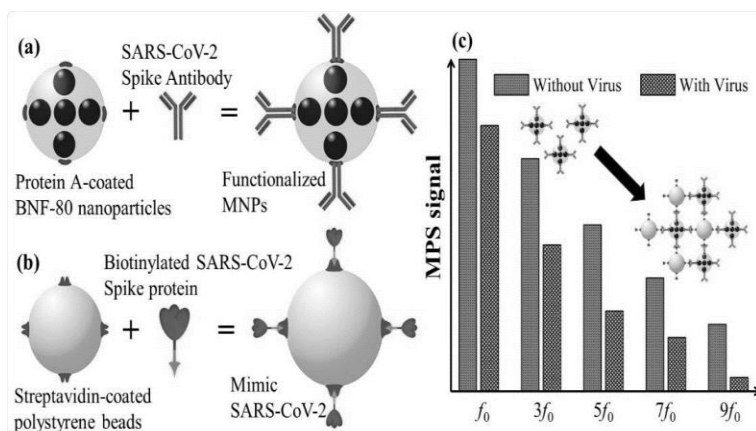 (a)
SARS-CoV-2
Spike Antibody
+
=
Protein A-coated
BNF-80 nanoparticles
Functionalized
MNPs
(b)
Biotinylated SARS-CoV-2
Spike protein
+
=
Streptavidin-coated
polystyrene beads
Mimic
SARS-CoV-2
(c)
Without Virus
With Virus
MPS signal
f0
3f0
5f0
7f0
9f0